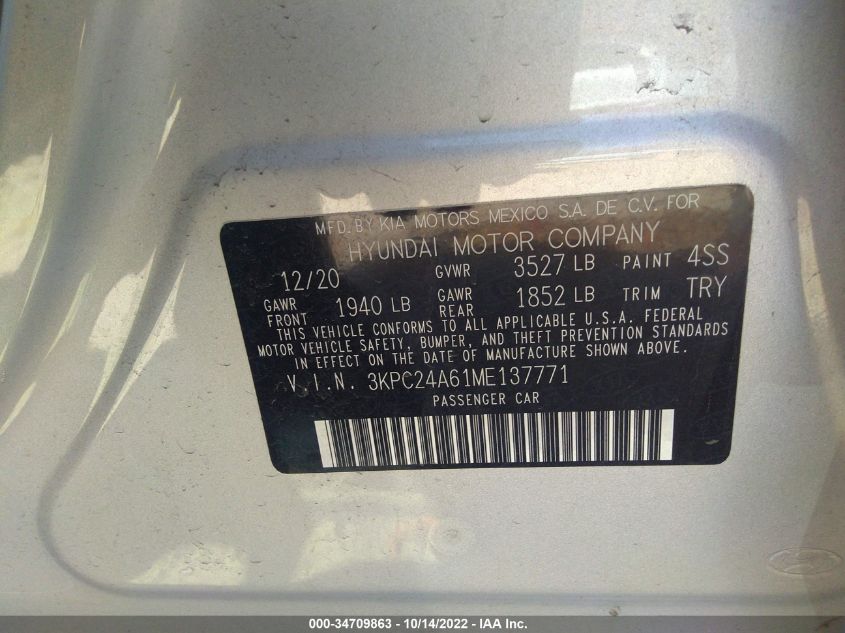 MFD. BY KIA MOTORS MEXICO S.A. DE C.V. FOR
HYUNDAI MOTOR COMPANY
12/20 GVWR 3527 LB PAINT 4SS
GAWR FRONT 1940 LB GAWR REAR 1852 LB TRIM TRY
THIS VEHICLE CONFORMS TO ALL APPLICABLE U.S.A. FEDERAL
MOTOR VEHICLE SAFETY, BUMPER, AND THEFT PREVENTION STANDARDS
IN EFFECT ON THE DATE OF MANUFACTURE SHOWN ABOVE.
V.I.N. 3KPC24A61ME137771
PASSENGER CAR
000-34709863 - 10/14/2022 - IAA Inc.